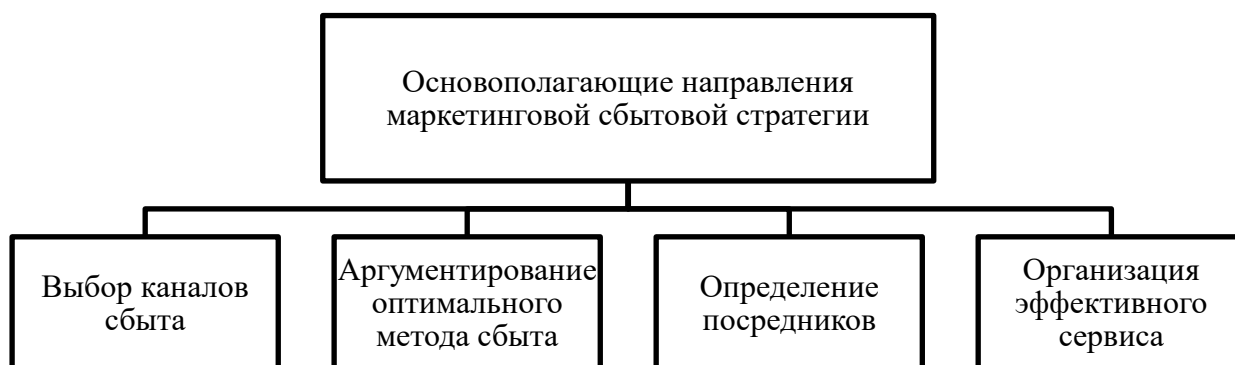 Основополагающие направления
маркетинговой сбытовой стратегии
Выбор каналов
сбыта
Аргументирование
оптимального
метода сбыта
Определение
посредников
Организация
эффективного
сервиса